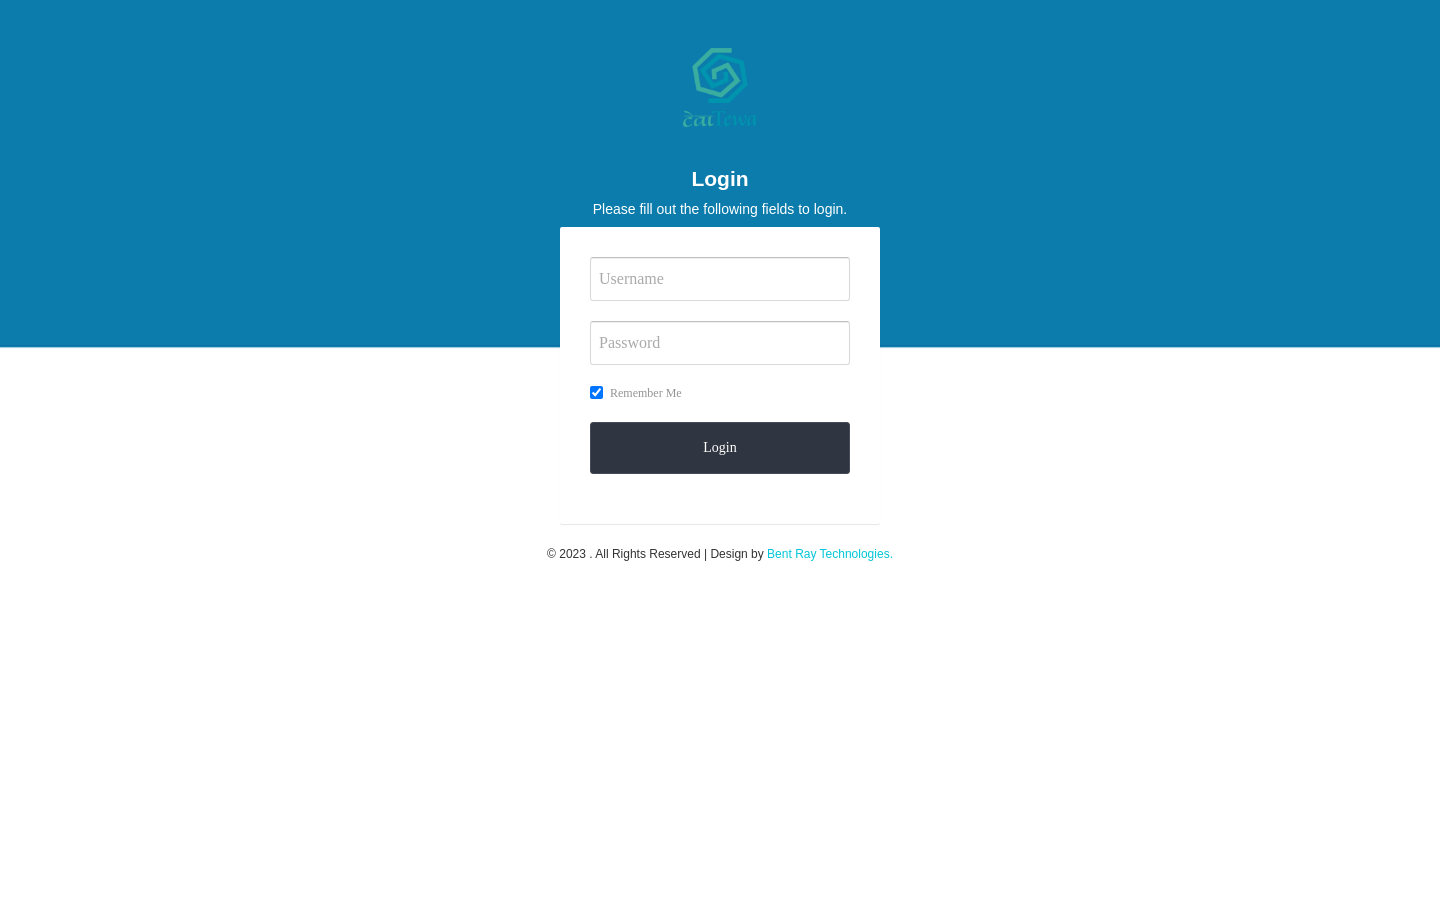 Login
Please fill out the following fields to login.
Username
Password
Remember Me
Login
© 2023 . All Rights Reserved | Design by Bent Ray Technologies.